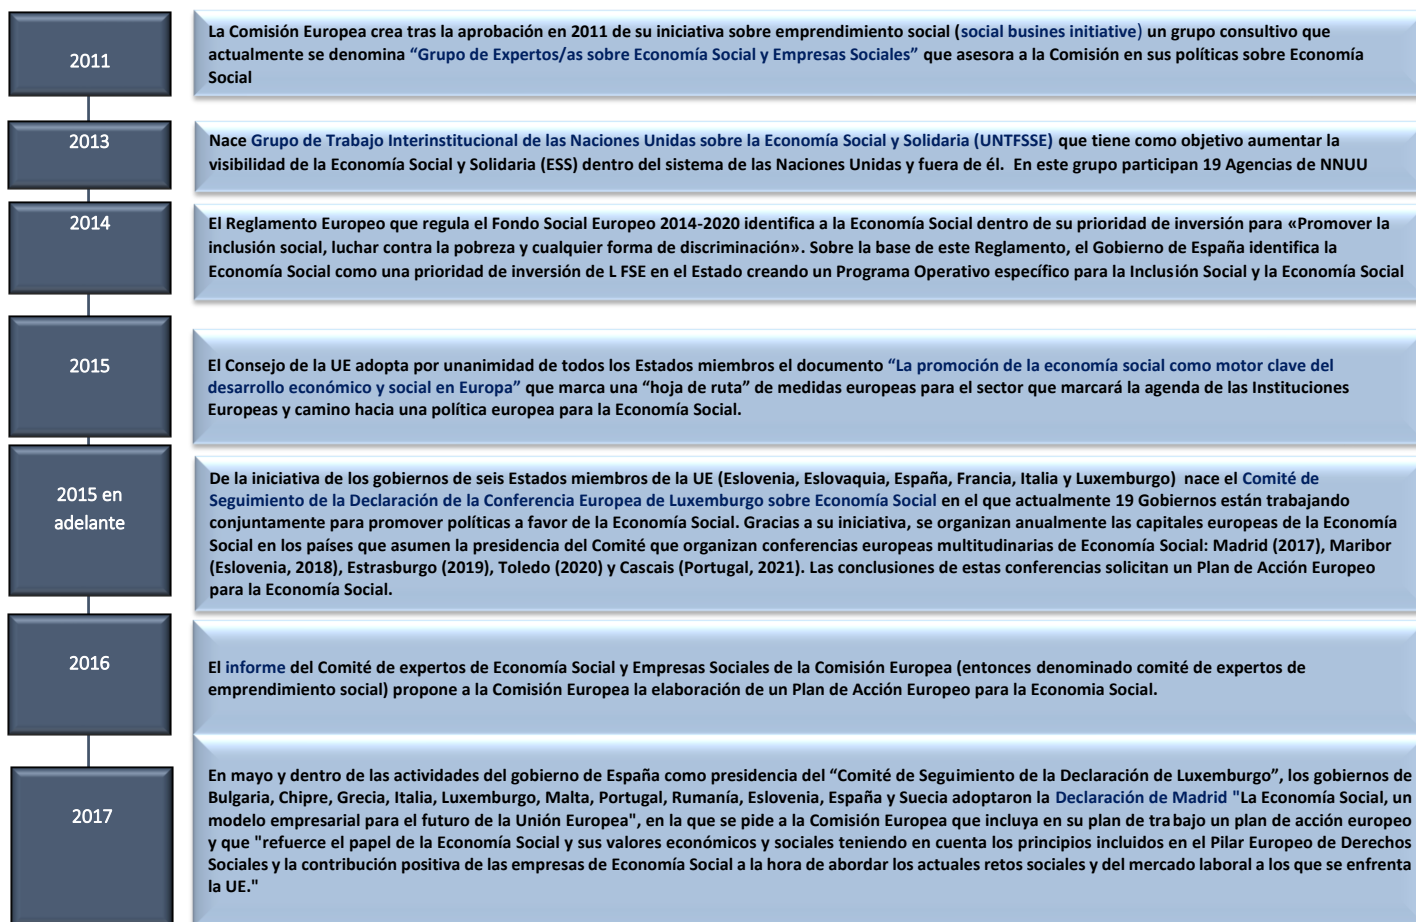 2011
La Comisión Europea crea tras la aprobación en 2011 de su iniciativa sobre emprendimiento social (social busines initiative) un grupo consultivo que
actualmente se denomina “Grupo de Expertos/as sobre Economía Social y Empresas Sociales” que asesora a la Comisión en sus políticas sobre Economía
Social
2013
Nace Grupo de Trabajo Interinstitucional de las Naciones Unidas sobre la Economía Social y Solidaria (UNTFSSE) que tiene como objetivo aumentar la
visibilidad de la Economía Social y Solidaria (ESS) dentro del sistema de las Naciones Unidas y fuera de él. En este grupo participan 19 Agencias de NNUU
2014
El Reglamento Europeo que regula el Fondo Social Europeo 2014-2020 identifica a la Economía Social dentro de su prioridad de inversión para «Promover la
inclusión social, luchar contra la pobreza y cualquier forma de discriminación». Sobre la base de este Reglamento, el Gobierno de España identifica la
Economía Social como una prioridad de inversión de L FSE en el Estado creando un Programa Operativo específico para la Inclusión Social y la Economía Social
2015
El Consejo de la UE adopta por unanimidad de todos los Estados miembros el documento “La promoción de la economía social como motor clave del
desarrollo económico y social en Europa” que marca una “hoja de ruta” de medidas europeas para el sector que marcará la agenda de las Instituciones
Europeas y camino hacia una política europea para la Economía Social.
2015 en
adelante
De la iniciativa de los gobiernos de seis Estados miembros de la UE (Eslovenia, Eslovaquia, España, Francia, Italia y Luxemburgo) nace el Comité de
Seguimiento de la Declaración de la Conferencia Europea de Luxemburgo sobre Economía Social en el que actualmente 19 Gobiernos están trabajando
conjuntamente para promover políticas a favor de la Economía Social. Gracias a su iniciativa, se organizan anualmente las capitales europeas de la Economía
Social en los países que asumen la presidencia del Comité que organizan conferencias europeas multitudinarias de Economía Social: Madrid (2017), Maribor
(Eslovenia, 2018), Estrasburgo (2019), Toledo (2020) y Cascais (Portugal, 2021). Las conclusiones de estas conferencias solicitan un Plan de Acción Europeo
para la Economía Social.
2016
El informe del Comité de expertos de Economía Social y Empresas Sociales de la Comisión Europea (entonces denominado comité de expertos de
emprendimiento social) propone a la Comisión Europea la elaboración de un Plan de Acción Europeo para la Economia Social.
2017
En mayo y dentro de las actividades del gobierno de España como presidencia del “Comité de Seguimiento de la Declaración de Luxemburgo”, los gobiernos de
Bulgaria, Chipre, Grecia, Italia, Luxemburgo, Malta, Portugal, Rumanía, Eslovenia, España y Suecia adoptaron la Declaración de Madrid "La Economía Social, un
modelo empresarial para el futuro de la Unión Europea", en la que se pide a la Comisión Europea que incluya en su plan de trabajo un plan de acción europeo
y que "refuerce el papel de la Economía Social y sus valores económicos y sociales teniendo en cuenta los principios incluidos en el Pilar Europeo de Derechos
Sociales y la contribución positiva de las empresas de Economía Social a la hora de abordar los actuales retos sociales y del mercado laboral a los que se enfrenta
la UE."